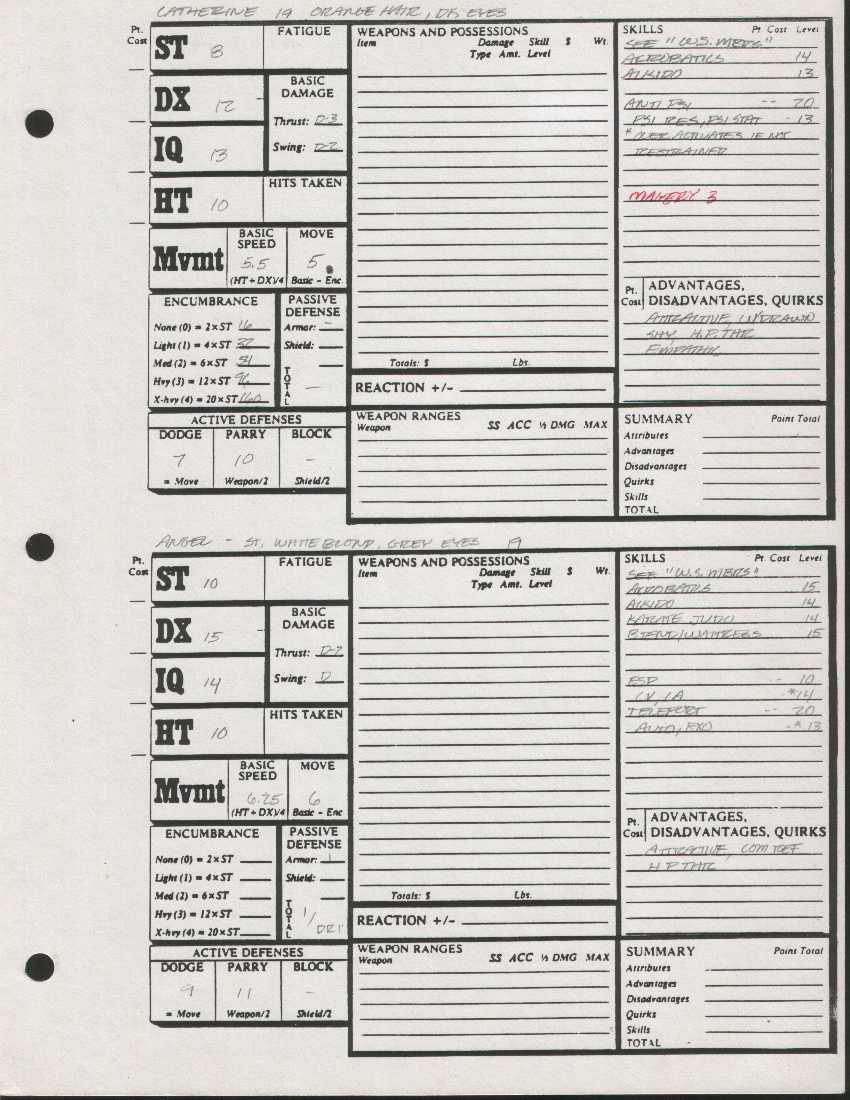 CATHERINE 19 ORANGE HAIR, DK EYES
Pt. Cost
ST 8
FATIGUE
DX 12
BASIC DAMAGE
Thrust: D-3
Swing: D-2
IQ 13
HT 10
HITS TAKEN
Mvmt
BASIC SPEED
5.5
(HT + DX)/4
MOVE
5
Basic - Enc.
ENCUMBRANCE
None (0) = 2 x ST 16
Light (1) = 4 x ST 32
Med (2) = 6 x ST
Hvy (3) = 12 x ST 96
X-hvy (4) = 20 x ST 160
PASSIVE DEFENSE
Armor: -
Shield:
TOTAL -
ACTIVE DEFENSES
DODGE PARRY BLOCK
7 10 -
= Move Weapon/2 Shield/2
WEAPONS AND POSSESSIONS
Item Damage Skill $ Wt.
Type Amt. Level
Totals: $ Lbs.
REACTION +/-
WEAPON RANGES
Weapon SS ACC ½ DMG MAX
SKILLS Pt Cost Level
SEE "W.S. MBRS"
ACROBATICS 14
AIKIDO 13
ANTI PSI -- 20
PSI RES, PSI STAT - 13
* OVER ACTIVATES IF NOT
RESTRAINED
MAHERY 3
Pt. Cost
ADVANTAGES,
DISADVANTAGES, QUIRKS
ATTRACTIVE, W/DRAWN
SHY, H.P. THR
EMPATHIC
SUMMARY Point Total
Attributes
Advantages
Disadvantages
Quirks
Skills
TOTAL
ANGEL - ST. WHITE BLOND, GREY EYES 19
Pt. Cost
ST 10
FATIGUE
DX 15
BASIC DAMAGE
Thrust: D-2
Swing: D
IQ 14
HT 10
HITS TAKEN
Mvmt
BASIC SPEED
6.25
(HT + DX)/4
MOVE
6
Basic - Enc
ENCUMBRANCE
None (0) = 2 x ST
Light (1) = 4 x ST
Med (2) = 6 x ST
Hvy (3) = 12 x ST
X-hvy (4) = 20 x ST
PASSIVE DEFENSE
Armor: 1
Shield:
TOTAL 1/DR1
ACTIVE DEFENSES
DODGE PARRY BLOCK
9 11 -
= Move Weapon/2 Shield/2
WEAPONS AND POSSESSIONS
Item Damage Skill $ Wt.
Type Amt. Level
Totals: $ Lbs.
REACTION +/-
WEAPON RANGES
Weapon SS ACC ½ DMG MAX
SKILLS Pt Cost Level
SEE "W.S. MBRS"
ACROBATICS 15
AIKIDO 14
KARATE JUDO 14
15
ESP -- 10
CV, CA -*14
TELEPORT -- 20
AUTO, EXO -*13
Pt. Cost
ADVANTAGES,
DISADVANTAGES, QUIRKS
ATTRACTIVE, COM REF
H.P THR
SUMMARY Point Total
Attributes
Advantages
Disadvantages
Quirks
Skills
TOTAL